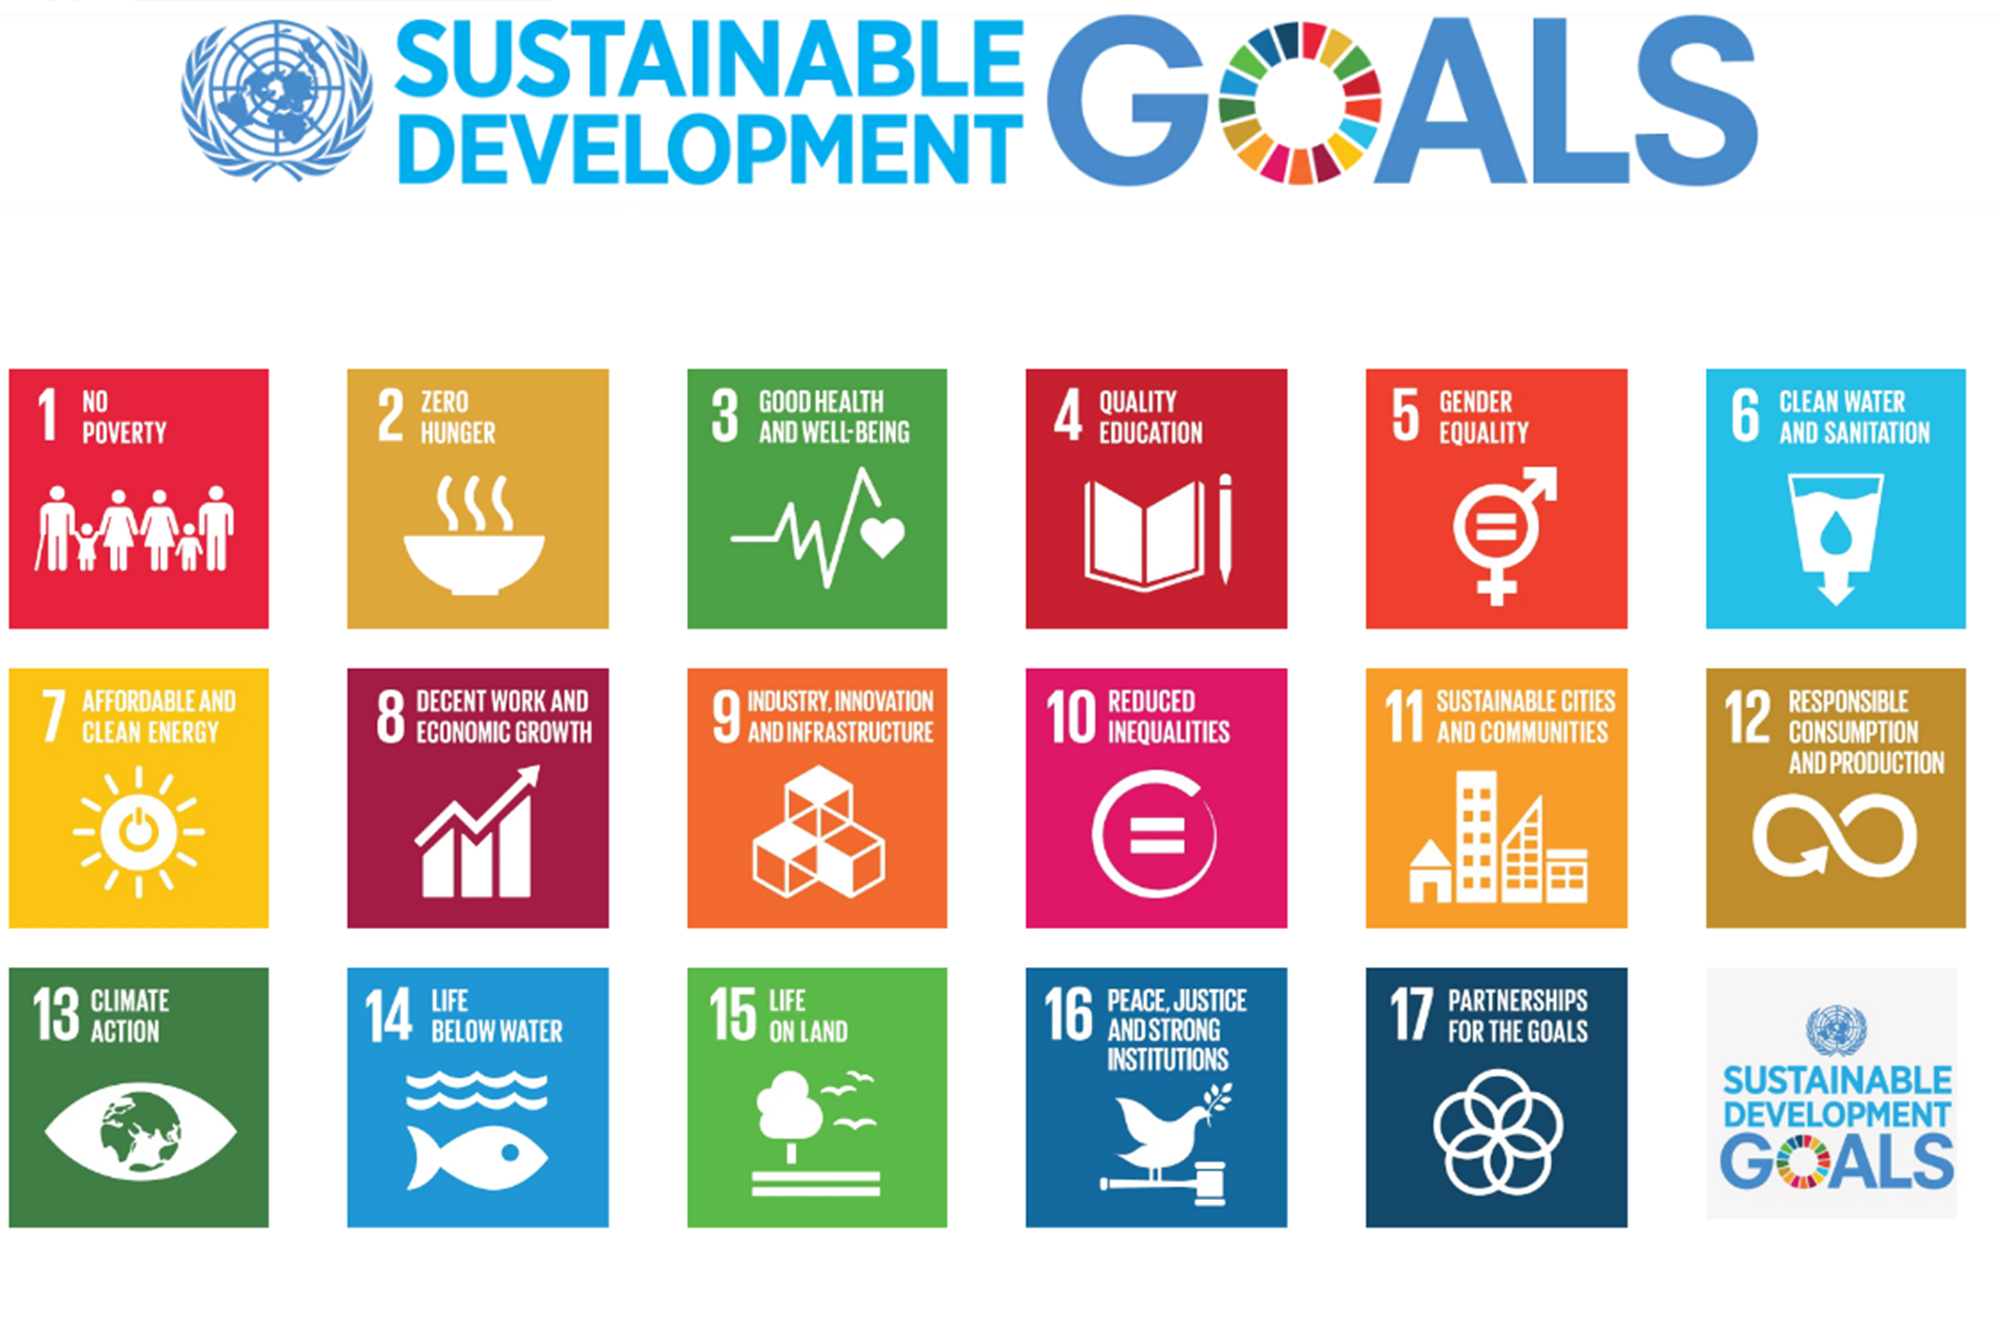 SUSTAINABLE
DEVELOPMENT
GOALS
1 NO
POVERTY
2 ZERO
HUNGER
3 GOOD HEALTH
AND WELL-BEING
4 QUALITY
EDUCATION
5 GENDER
EQUALITY
6 CLEAN WATER
AND SANITATION
7 AFFORDABLE AND
CLEAN ENERGY
8 DECENT WORK AND
ECONOMIC GROWTH
9 INDUSTRY, INNOVATION
AND INFRASTRUCTURE
10 REDUCED
INEQUALITIES
11 SUSTAINABLE CITIES
AND COMMUNITIES
12 RESPONSIBLE
CONSUMPTION
AND PRODUCTION
13 CLIMATE
ACTION
14 LIFE
BELOW WATER
15 LIFE
ON LAND
16 PEACE, JUSTICE
AND STRONG
INSTITUTIONS
17 PARTNERSHIPS
FOR THE GOALS
SUSTAINABLE
DEVELOPMENT
GOALS